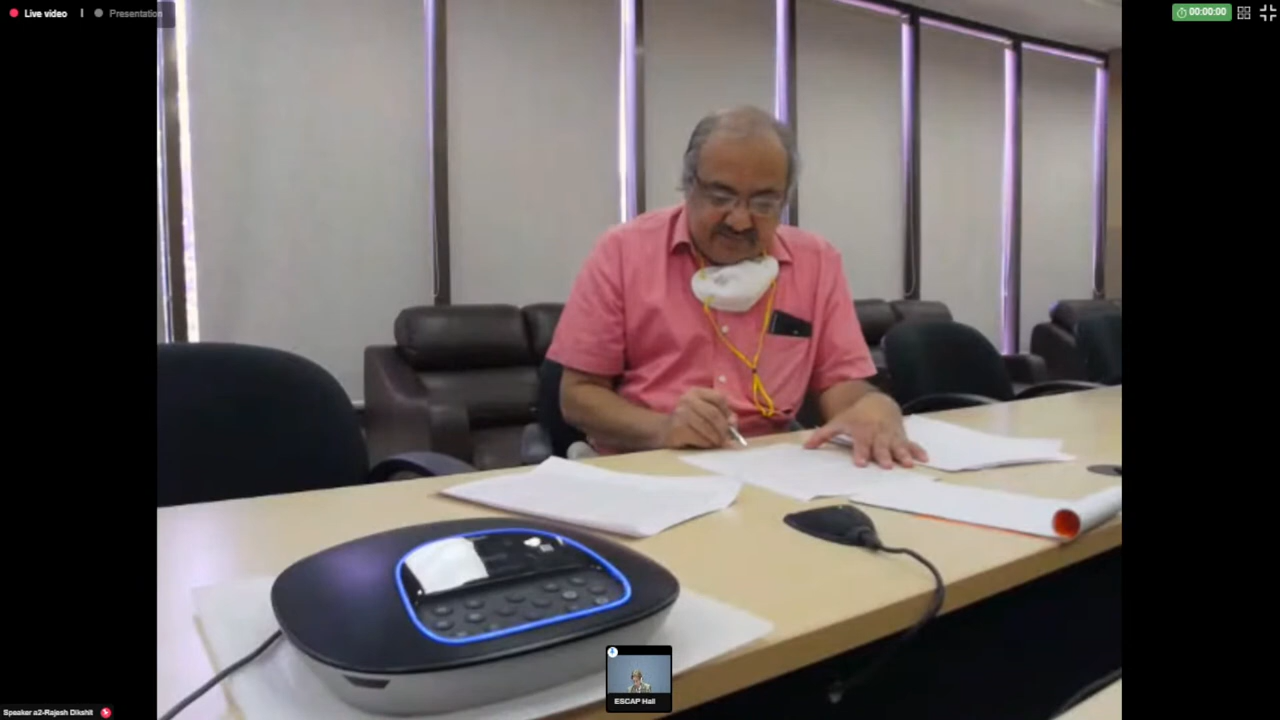 Live video
Presentation
00:00:00
ESCAP Hall
Speaker a2-Rajesh Dikshit